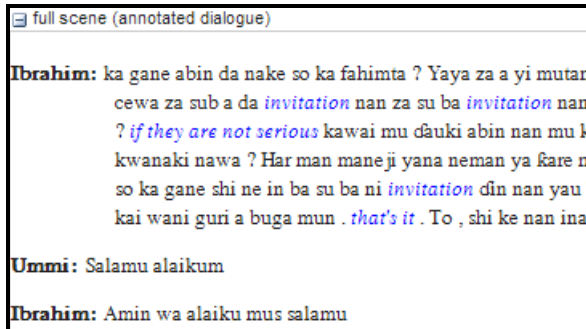 full scene (annotated dialogue)
Ibrahim: ka gane abin da nake so ka fahimta ? Yaya za a yi
cewa za sub a da invitation nan za su ba invitation nan
? if they are not serious kawai mu ɗauki abin nan mu
kwanaki nawa ? Har man maneji yana neman ya ƙare
so ka gane shi ne in ba su ba ni invitation ɗin nan yau
kai wani guri a buga mun . that's it . To , shi ke nan ina
Ummi: Salamu alaikum
Ibrahim: Amin wa alaiku mus salamu